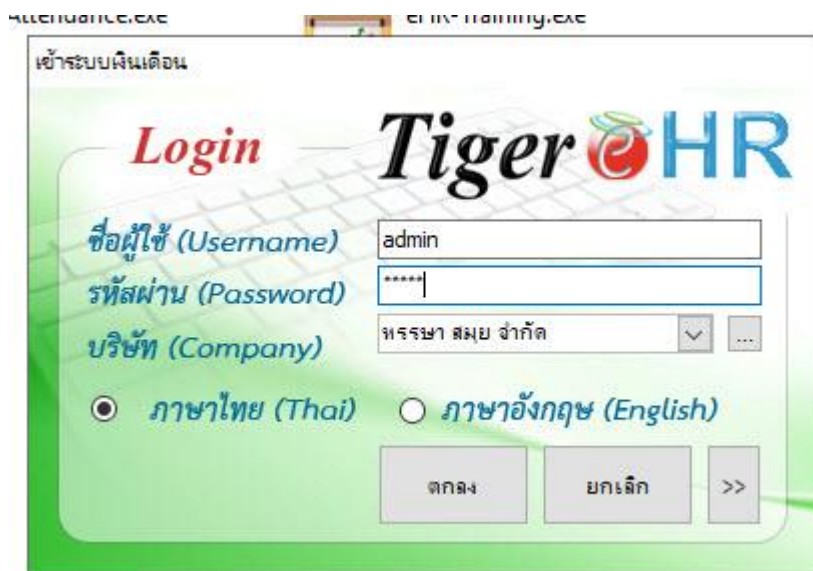 Attendance.exe eHR-Training.exe
เข้าระบบเงินเดือน
Login Tiger eHR
ชื่อผู้ใช้ (Username) admin
รหัสผ่าน (Password) *****
บริษัท (Company) หรรษา สมุย จำกัด ...
ภาษาไทย (Thai) ภาษาอังกฤษ (English)
ตกลง ยกเลิก >>